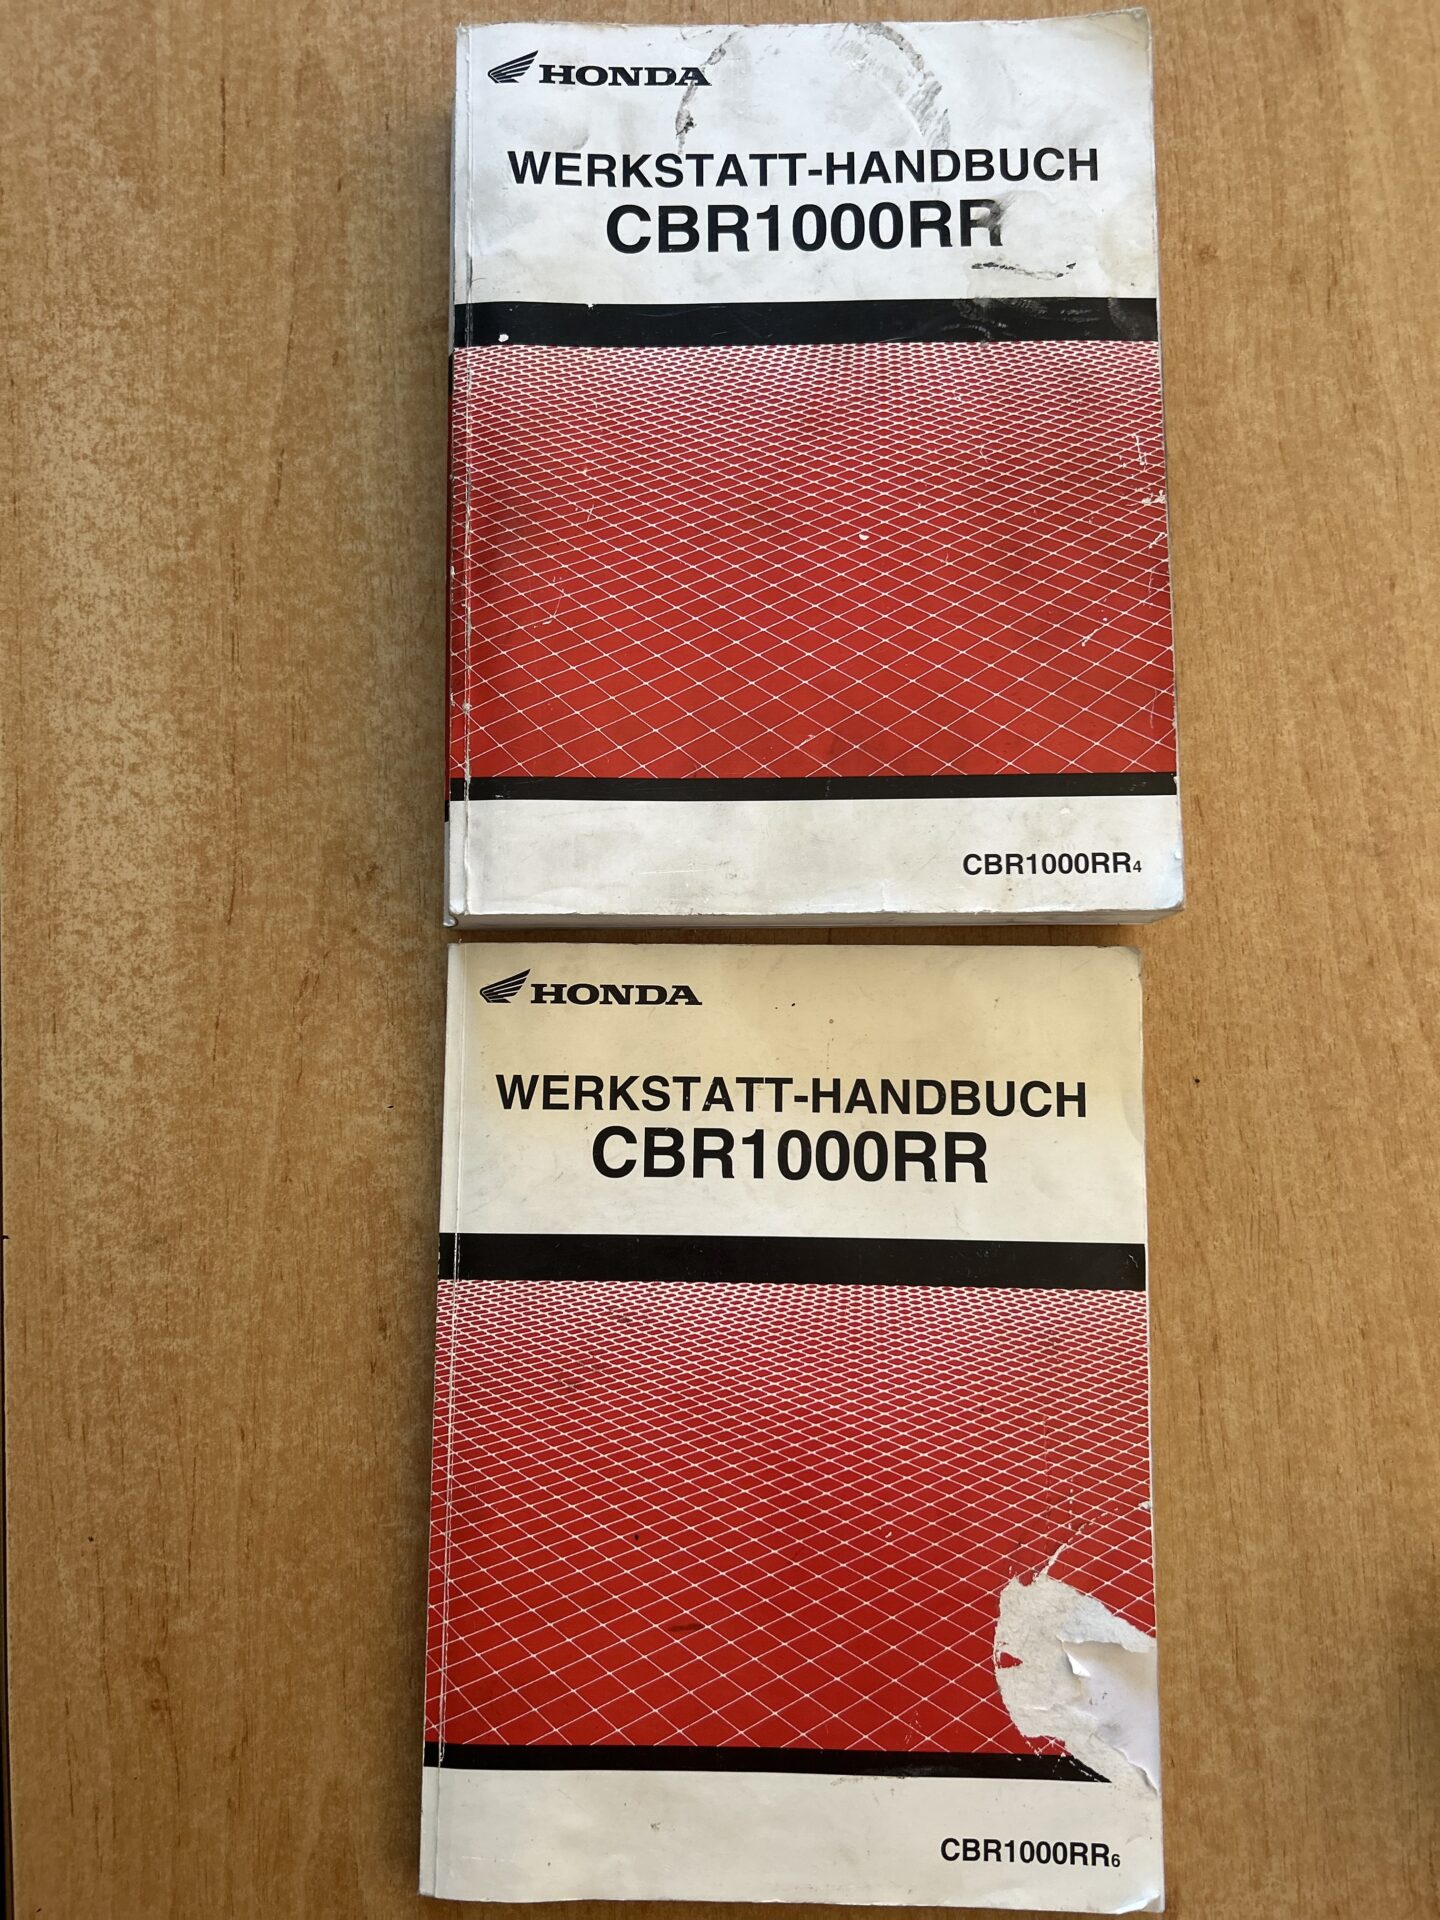 HONDA
WERKSTATT-HANDBUCH
CBR1000RR
CBR1000RR4
HONDA
WERKSTATT-HANDBUCH
CBR1000RR
CBR1000RR6